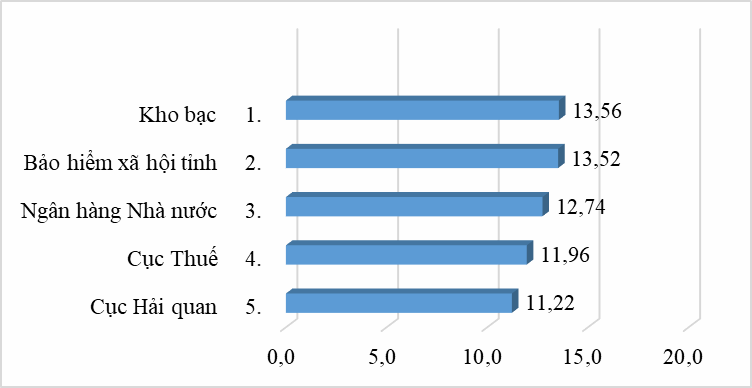 Kho bạc 1. 13,56
Bảo hiểm xã hội tỉnh 2. 13,52
Ngân hàng Nhà nước 3. 12,74
Cục Thuế 4. 11,96
Cục Hải quan 5. 11,22
0,0 5,0 10,0 15,0 20,0